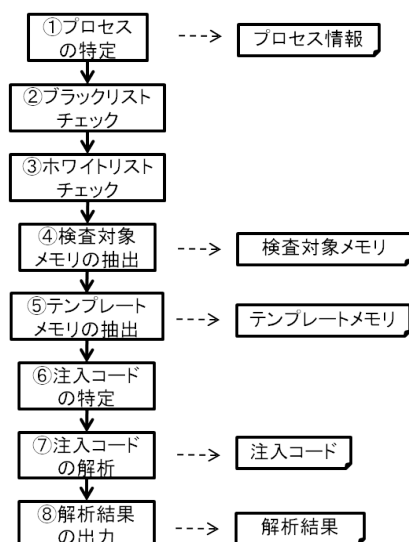 ①プロセス
の特定
プロセス情報
②ブラックリスト
チェック
③ホワイトリスト
チェック
④検査対象
メモリの抽出
検査対象メモリ
⑤テンプレート
メモリの抽出
テンプレートメモリ
⑥注入コード
の特定
⑦注入コード
の解析
注入コード
⑧解析結果
の出力
解析結果